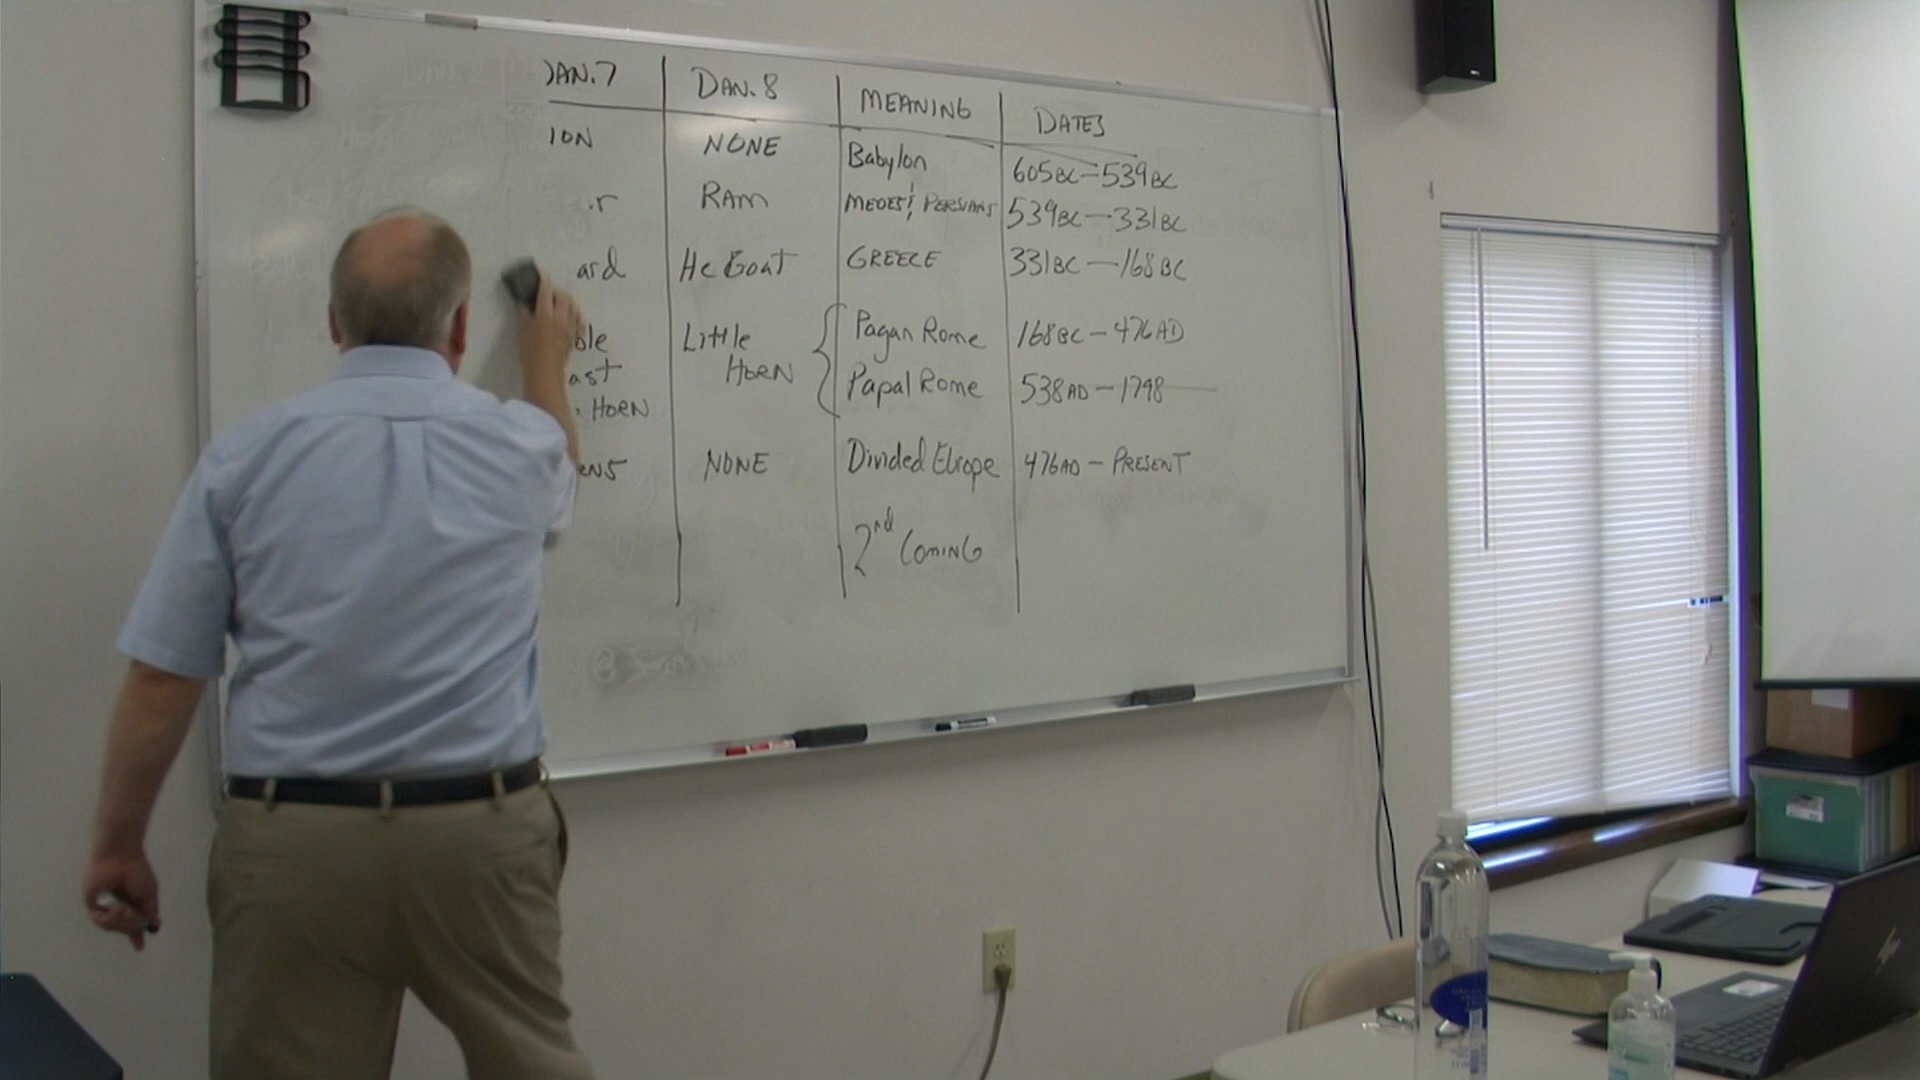 DAN.7 DAN. 8 MEANING DATES
ION NONE Babylon 605BC—539BC
.r RAM MEDES & PERSIANS 539BC—331BC
ard He Goat GREECE 331BC—168BC
ble Little Pagan Rome 168BC—476AD
ast HORN Papal Rome 538AD—1798
HORN
NONE Divided Europe 476AD—PRESENT
2nd COMING